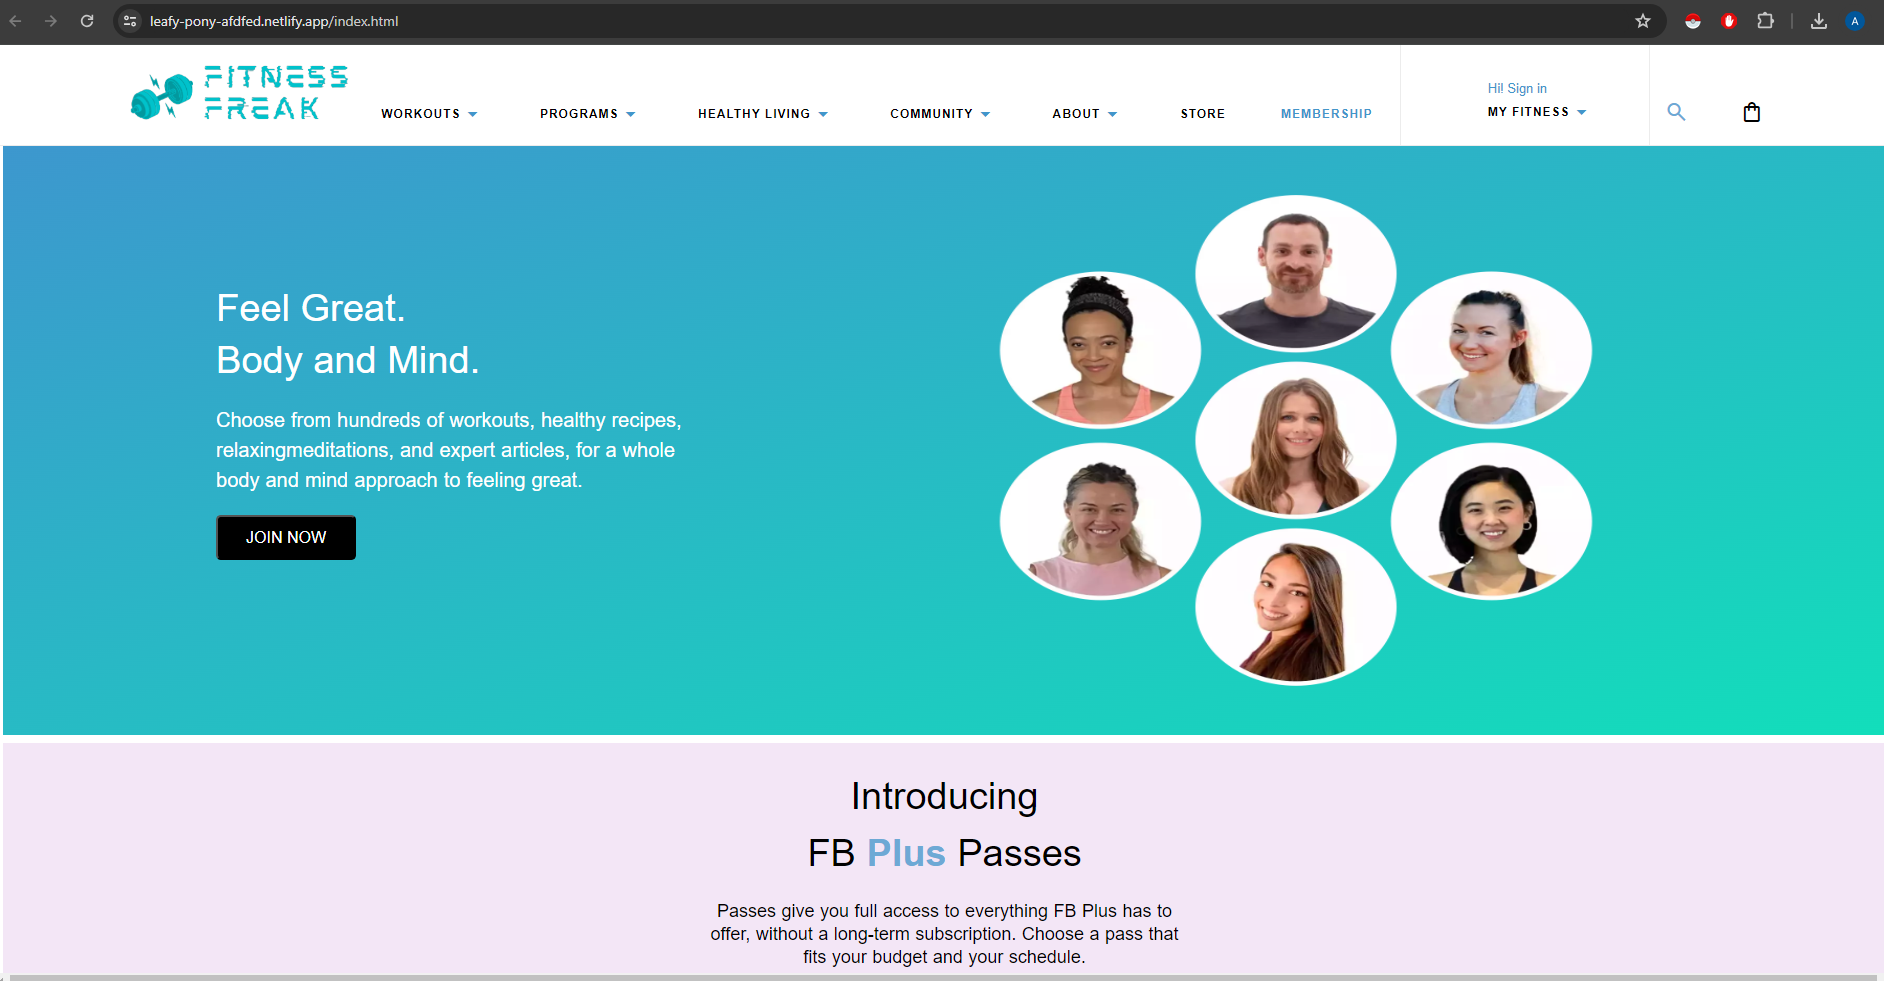 leafy-pony-afdfed.netlify.app/index.html
A
FITNESS
FREAK
WORKOUTS
PROGRAMS
HEALTHY LIVING
COMMUNITY
ABOUT
STORE
MEMBERSHIP
Hi! Sign in
MY FITNESS
Feel Great.
Body and Mind.
Choose from hundreds of workouts, healthy recipes,
relaxingmeditations, and expert articles, for a whole
body and mind approach to feeling great.
JOIN NOW
Introducing
FB Plus Passes
Passes give you full access to everything FB Plus has to
offer, without a long-term subscription. Choose a pass that
fits your budget and your schedule.